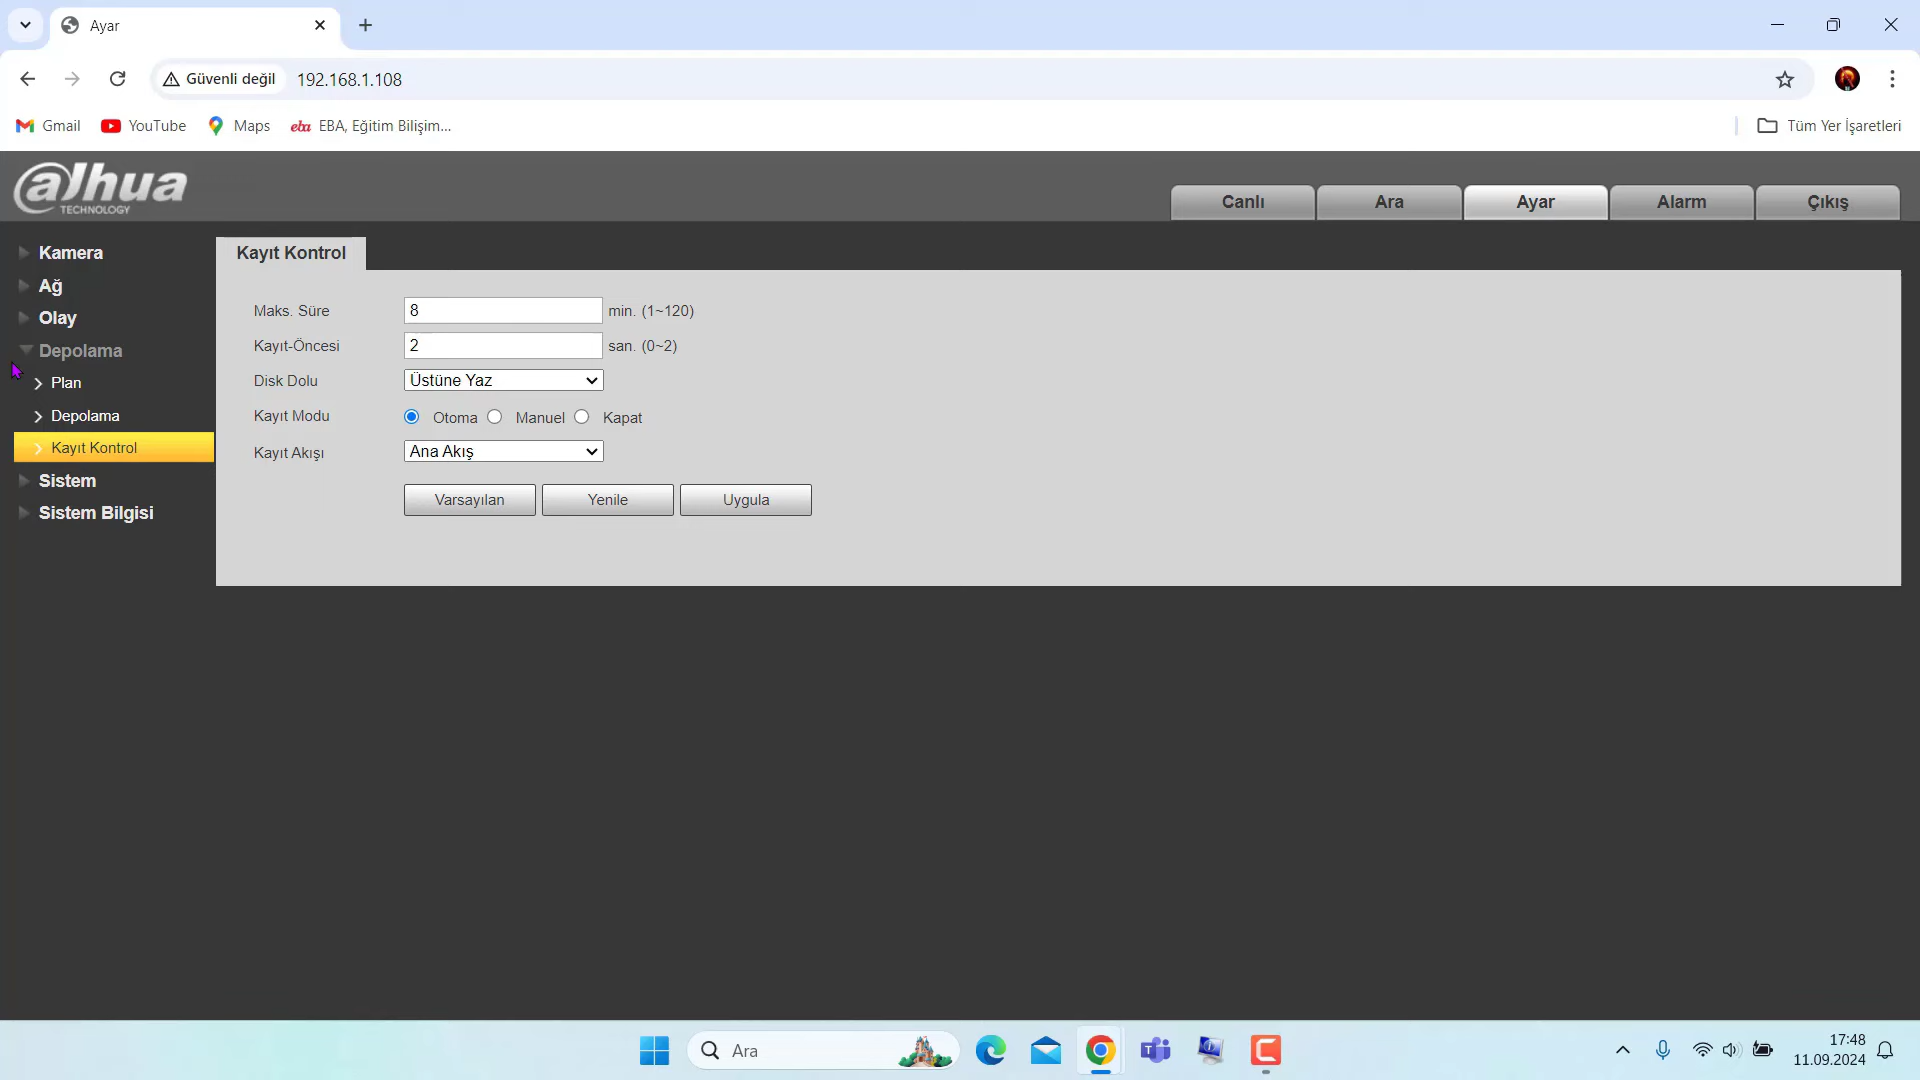 Ayar
Güvenli değil 192.168.1.108
Gmail YouTube Maps eba EBA, Eğitim Bilişim... Tüm Yer İşaretleri
alhua
TECHNOLOGY
Canlı Ara Ayar Alarm Çıkış
Kamera
Ağ
Olay
Depolama
Plan
Depolama
Kayıt Kontrol
Sistem
Sistem Bilgisi
Kayıt Kontrol
Maks. Süre 8 min. (1~120)
Kayıt-Öncesi 2 san. (0~2)
Disk Dolu Üstüne Yaz
Kayıt Modu Otoma Manuel Kapat
Kayıt Akışı Ana Akış
Varsayılan Yenile Uygula
Ara
17:48
11.09.2024